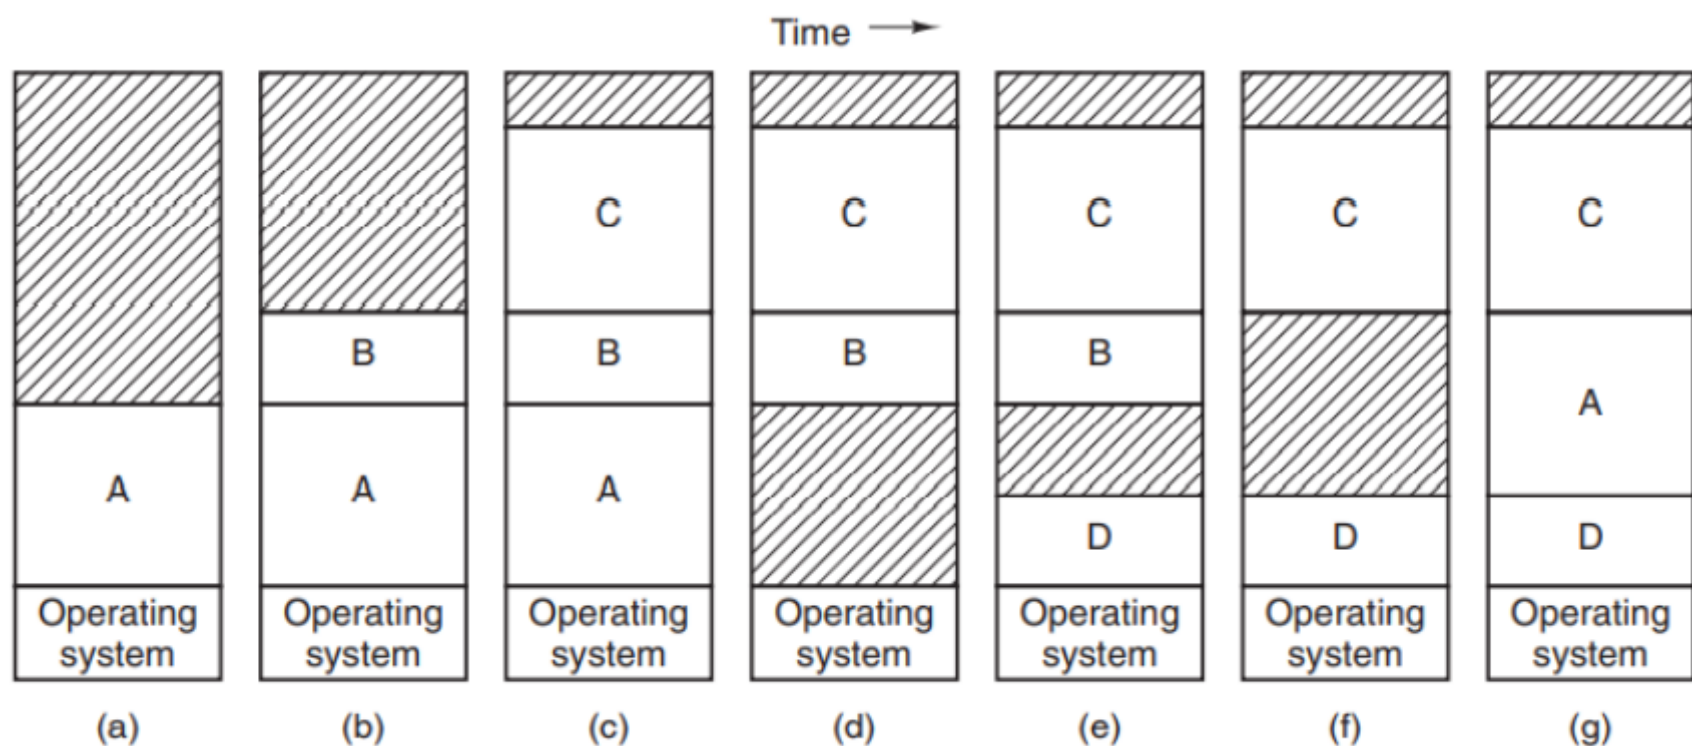 Time
C
C
C
C
C
B
B
B
B
A
A
A
A
D
D
D
Operating
system
Operating
system
Operating
system
Operating
system
Operating
system
Operating
system
Operating
system
(a)
(b)
(c)
(d)
(e)
(f)
(g)